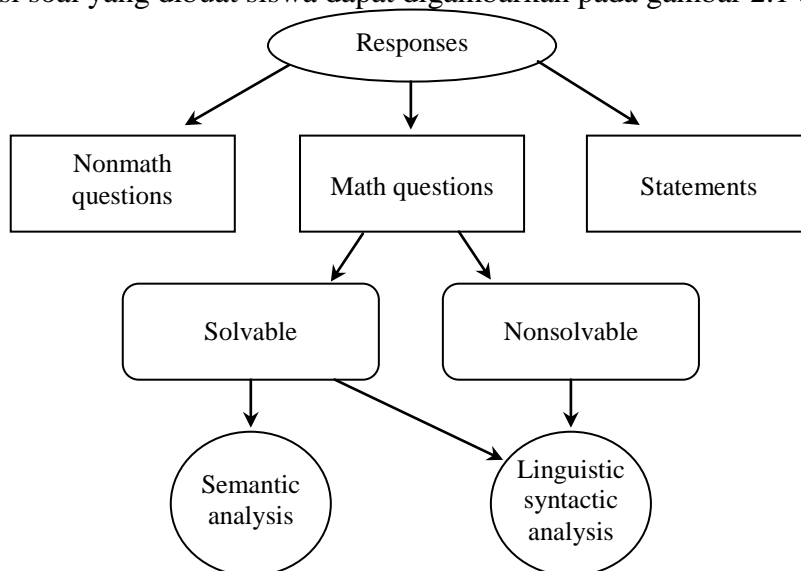 si soal yang dibuat siswa dapat digambarkan pada gambar 2.1
Responses
Nonmath
questions
Math questions
Statements
Solvable
Nonsolvable
Semantic
analysis
Linguistic
syntactic
analysis